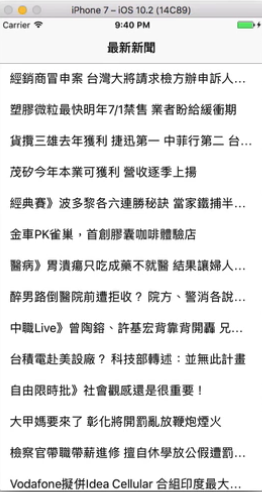 iPhone 7 – iOS 10.2 (14C89)
Carrier 9:40 PM
最新新聞
經銷商冒申案 台灣大將請求檢方辦申訴人...
塑膠微粒最快明年7/1禁售 業者盼給緩衝期
貨攬三雄去年獲利 捷迅第一 中菲行第二 台...
茂矽今年本業可獲利 營收逐季上揚
經典賽》波多黎各六連勝秘訣 當家鐵捕半...
金車PK雀巢，首創膠囊咖啡體驗店
醫病》胃潰瘍只吃成藥不就醫 結果讓婦人...
醉男路倒醫院前遭拒收？ 院方、警消各說...
中職Live》曾陶鎔、許基宏背靠背開轟 兄...
台積電赴美設廠？ 科技部轉述：並無此計畫
自由限時批》社會觀感還是很重要！
大甲媽要來了 彰化將開罰亂放鞭炮煙火
檢察官帶職帶薪進修 擅自休學放公假遭罰...
Vodafone擬併Idea Cellular 合組印度最大...